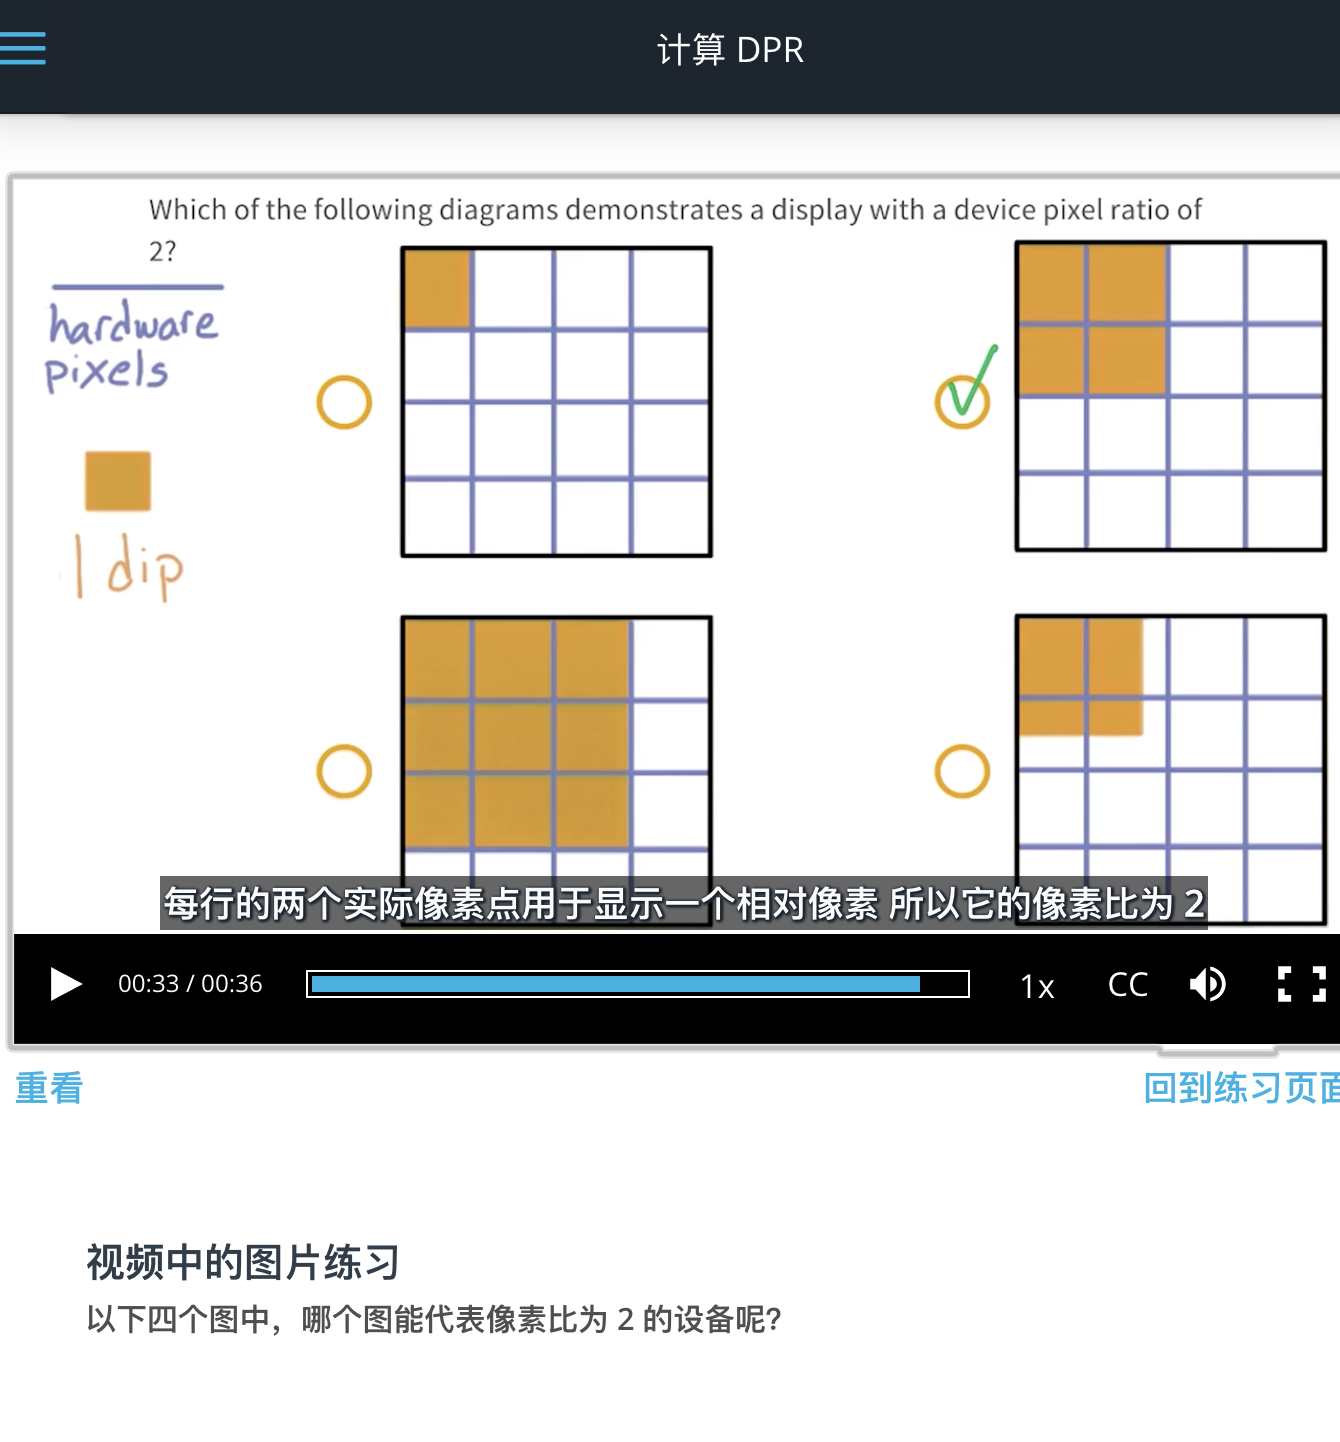 计算 DPR
Which of the following diagrams demonstrates a display with a device pixel ratio of
2?
hardware
pixels
1 dip
每行的两个实际像素点用于显示一个相对像素 所以它的像素比为 2
00:33 / 00:36
1x
CC
重看
回到练习页面
视频中的图片练习
以下四个图中，哪个图能代表像素比为 2 的设备呢?